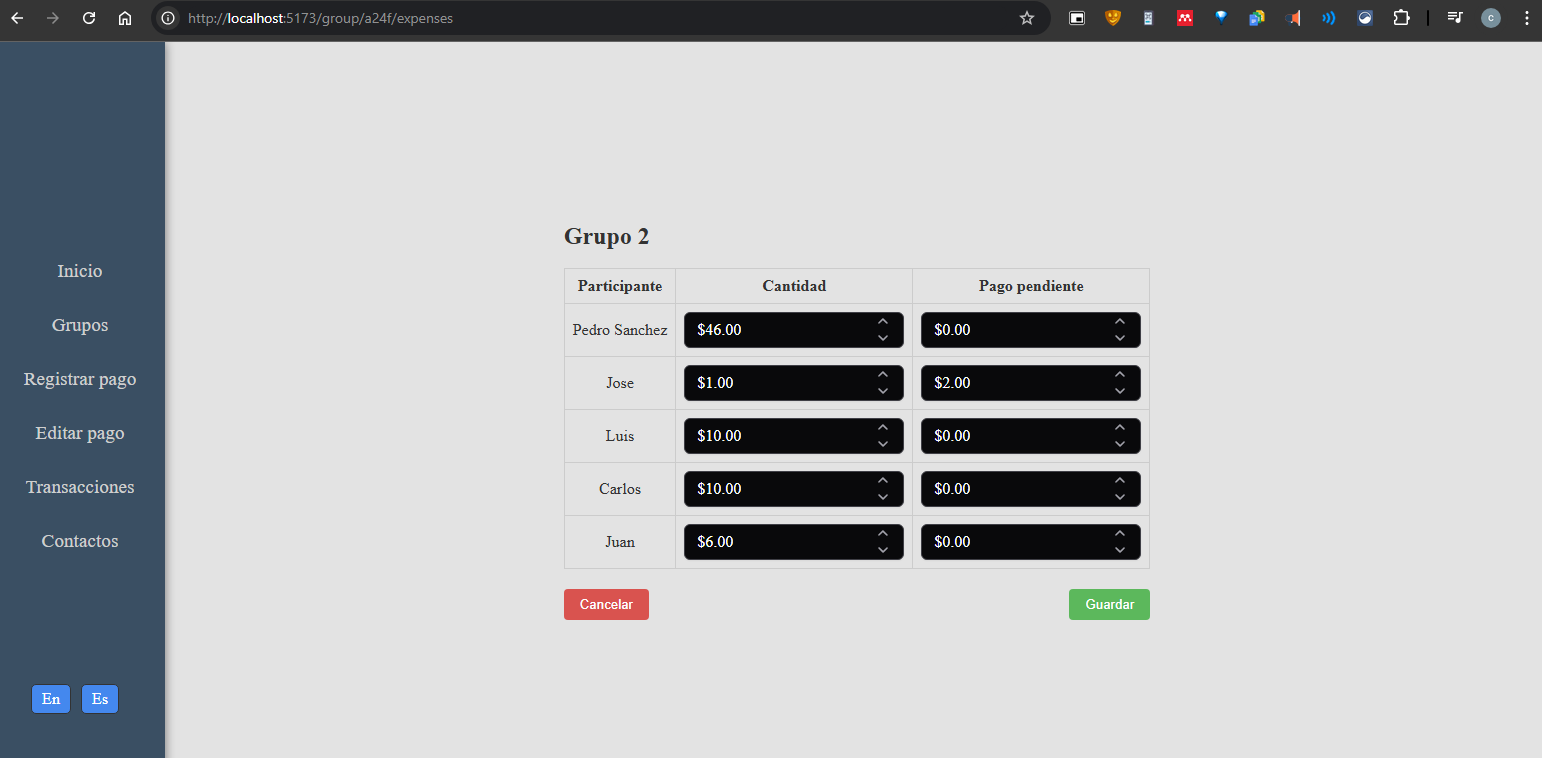 http://localhost:5173/group/a24f/expenses
C
Inicio
Grupos
Registrar pago
Editar pago
Transacciones
Contactos
En Es
Grupo 2
Participante Cantidad Pago pendiente
Pedro Sanchez $46.00 $0.00
Jose $1.00 $2.00
Luis $10.00 $0.00
Carlos $10.00 $0.00
Juan $6.00 $0.00
Cancelar Guardar